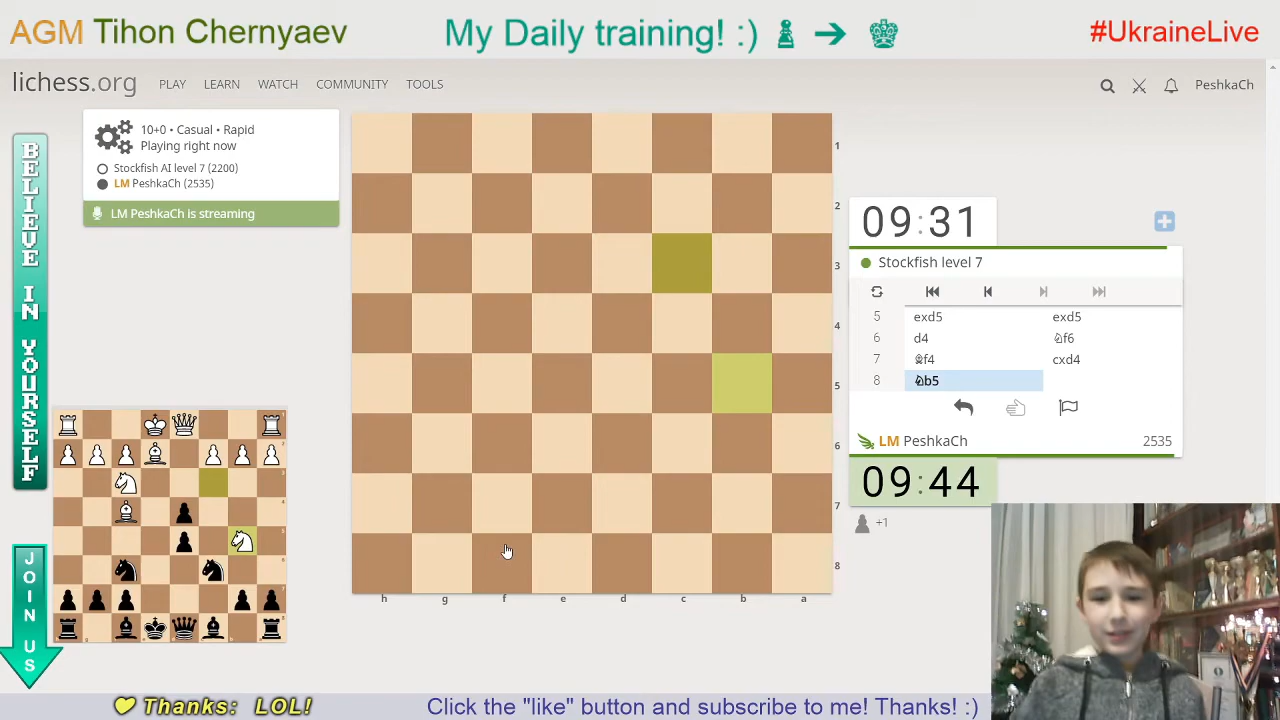 AGM Tihon Chernyaev
My Daily training! :) ♟ → ♚
#UkraineLive
lichess.org
PLAY LEARN WATCH COMMUNITY TOOLS
PeshkaCh
10+0 • Casual • Rapid
Playing right now
Stockfish AI level 7 (2200)
LM PeshkaCh (2535)
LM PeshkaCh is streaming
BELIEVE IN YOURSELF
JOIN US
1
2
3
4
5
6
7
8
h g f e d c b a
09:31
Stockfish level 7
5 exd5 exd5
6 d4 ♘f6
7 ♗f4 cxd4
8 ♘b5
LM PeshkaCh 2535
09:44
+1
Thanks: LOL!
Click the "like" button and subscribe to me! Thanks! :)